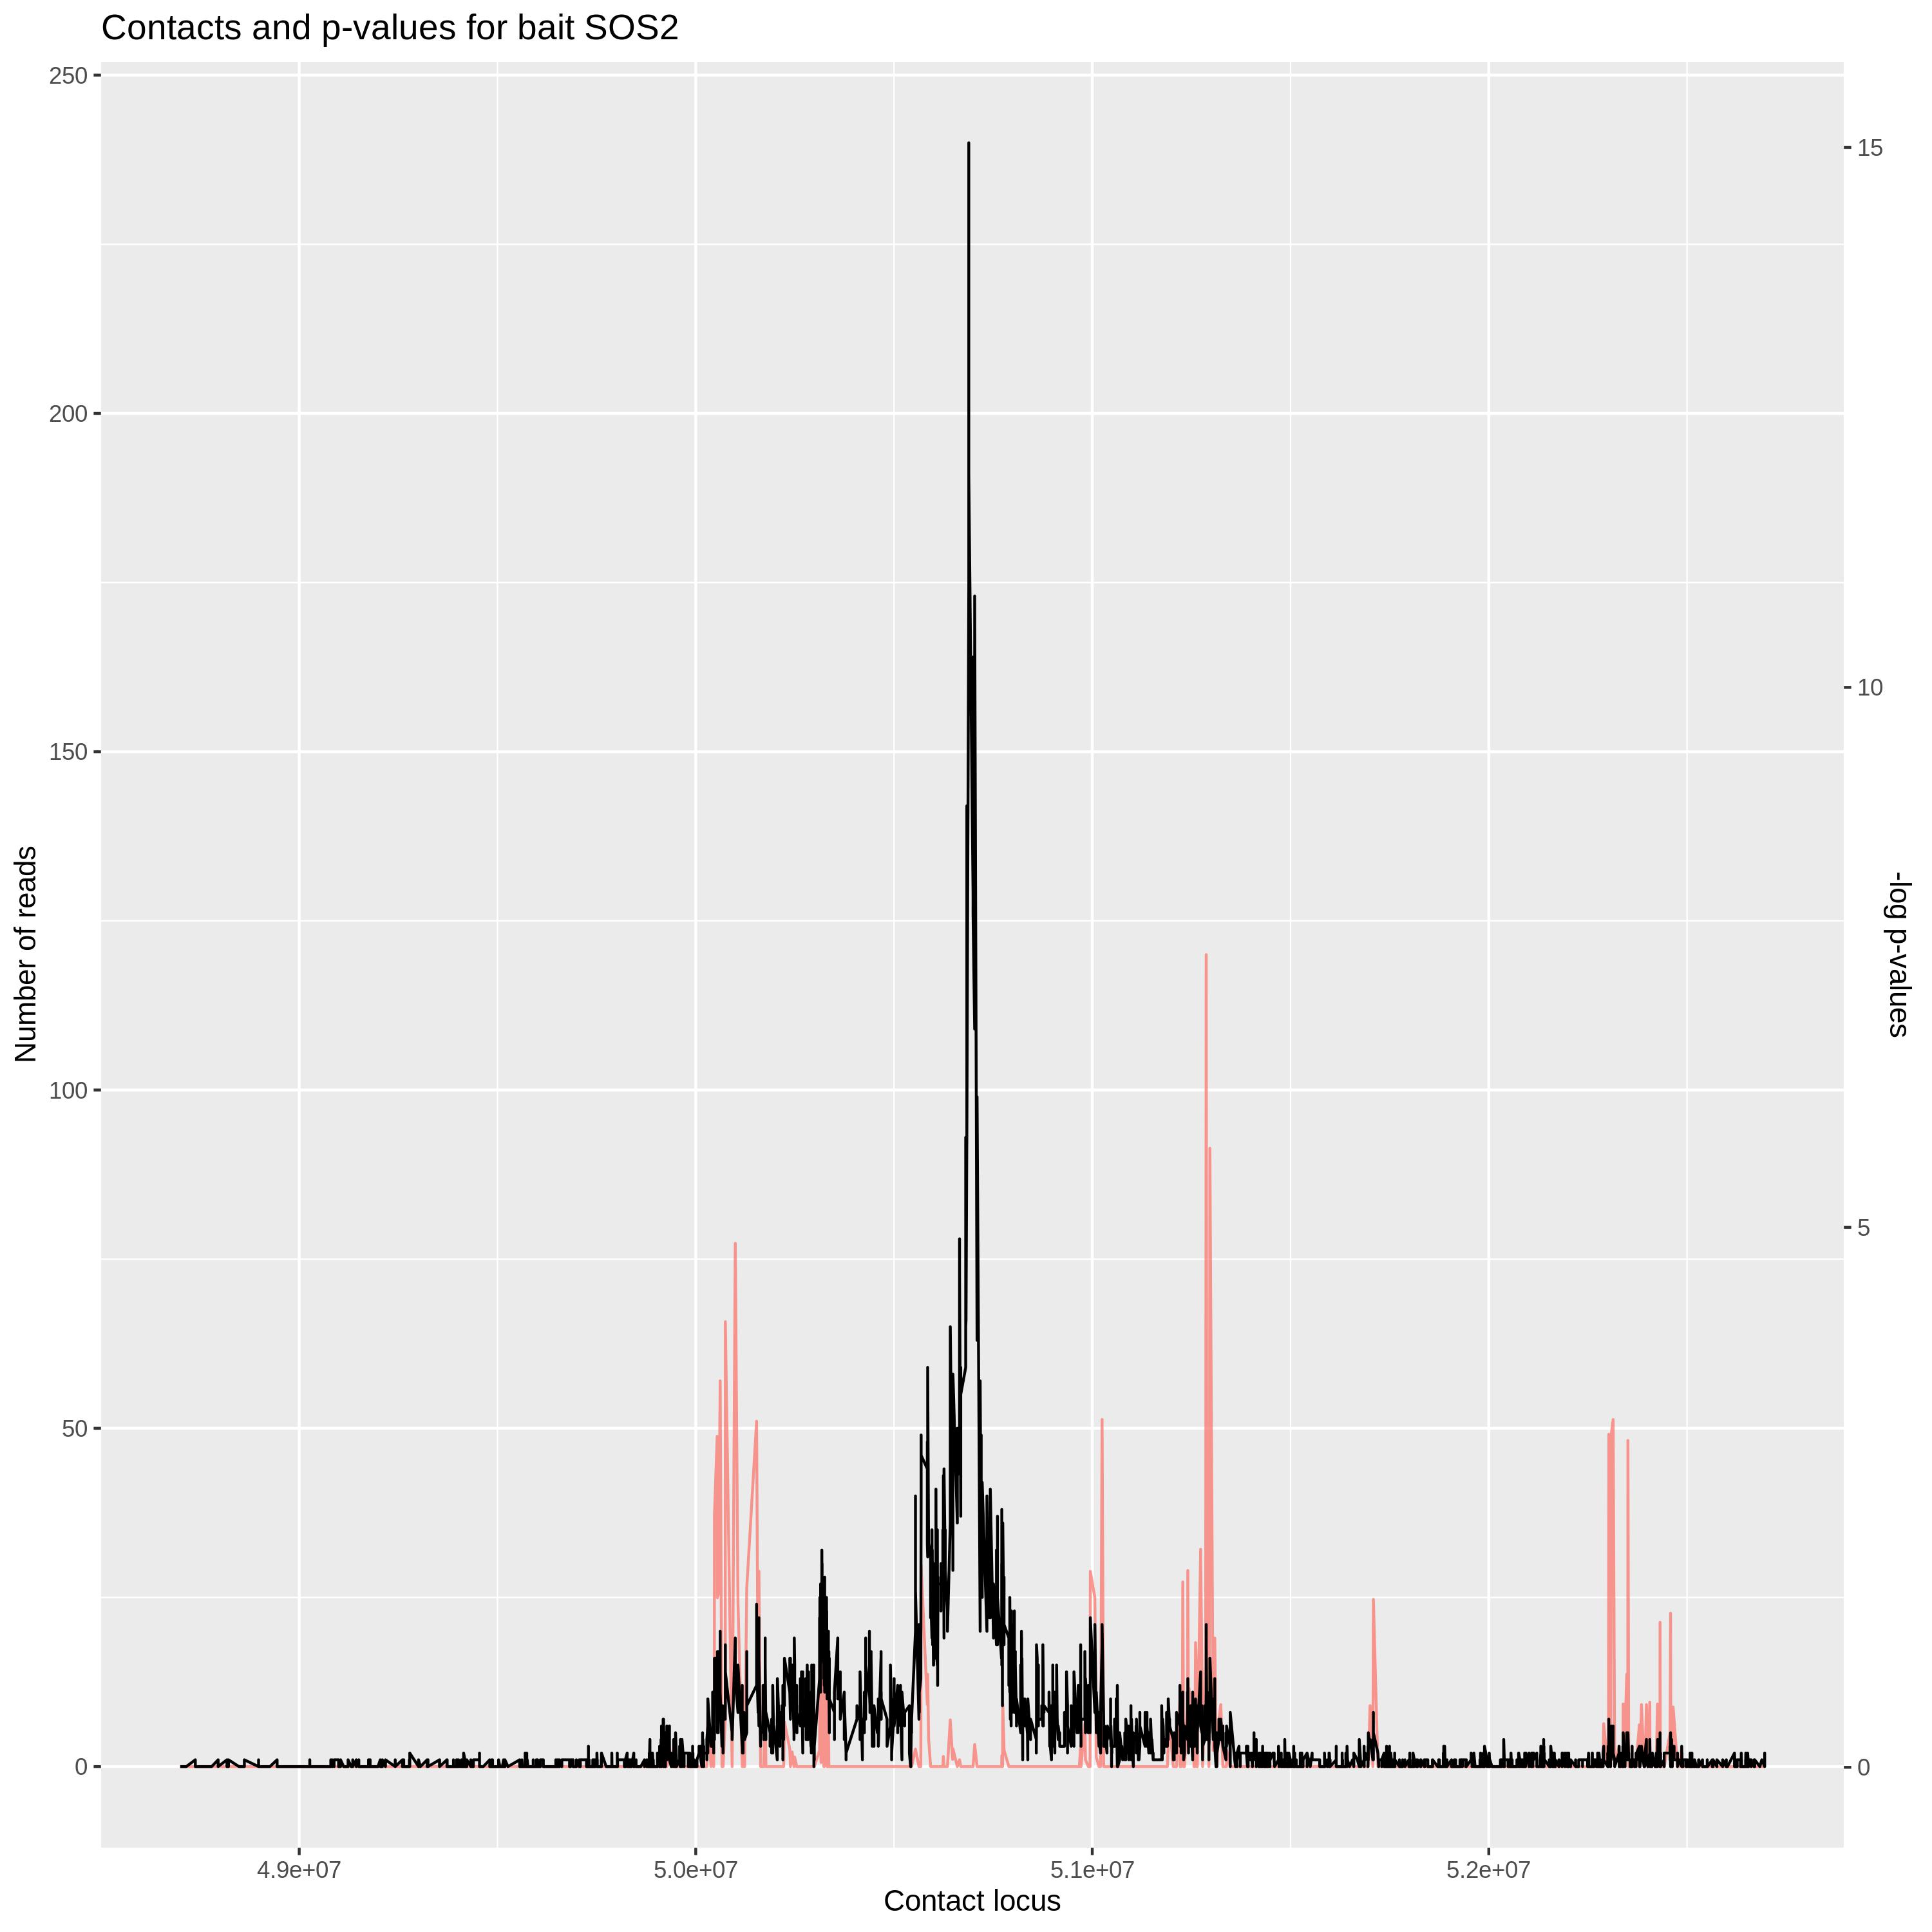 Contacts and p-values for bait SOS2
250
200
150
100
50
0
Number of reads
15
10
5
0
-log p-values
4.9e+07 5.0e+07 5.1e+07 5.2e+07
Contact locus